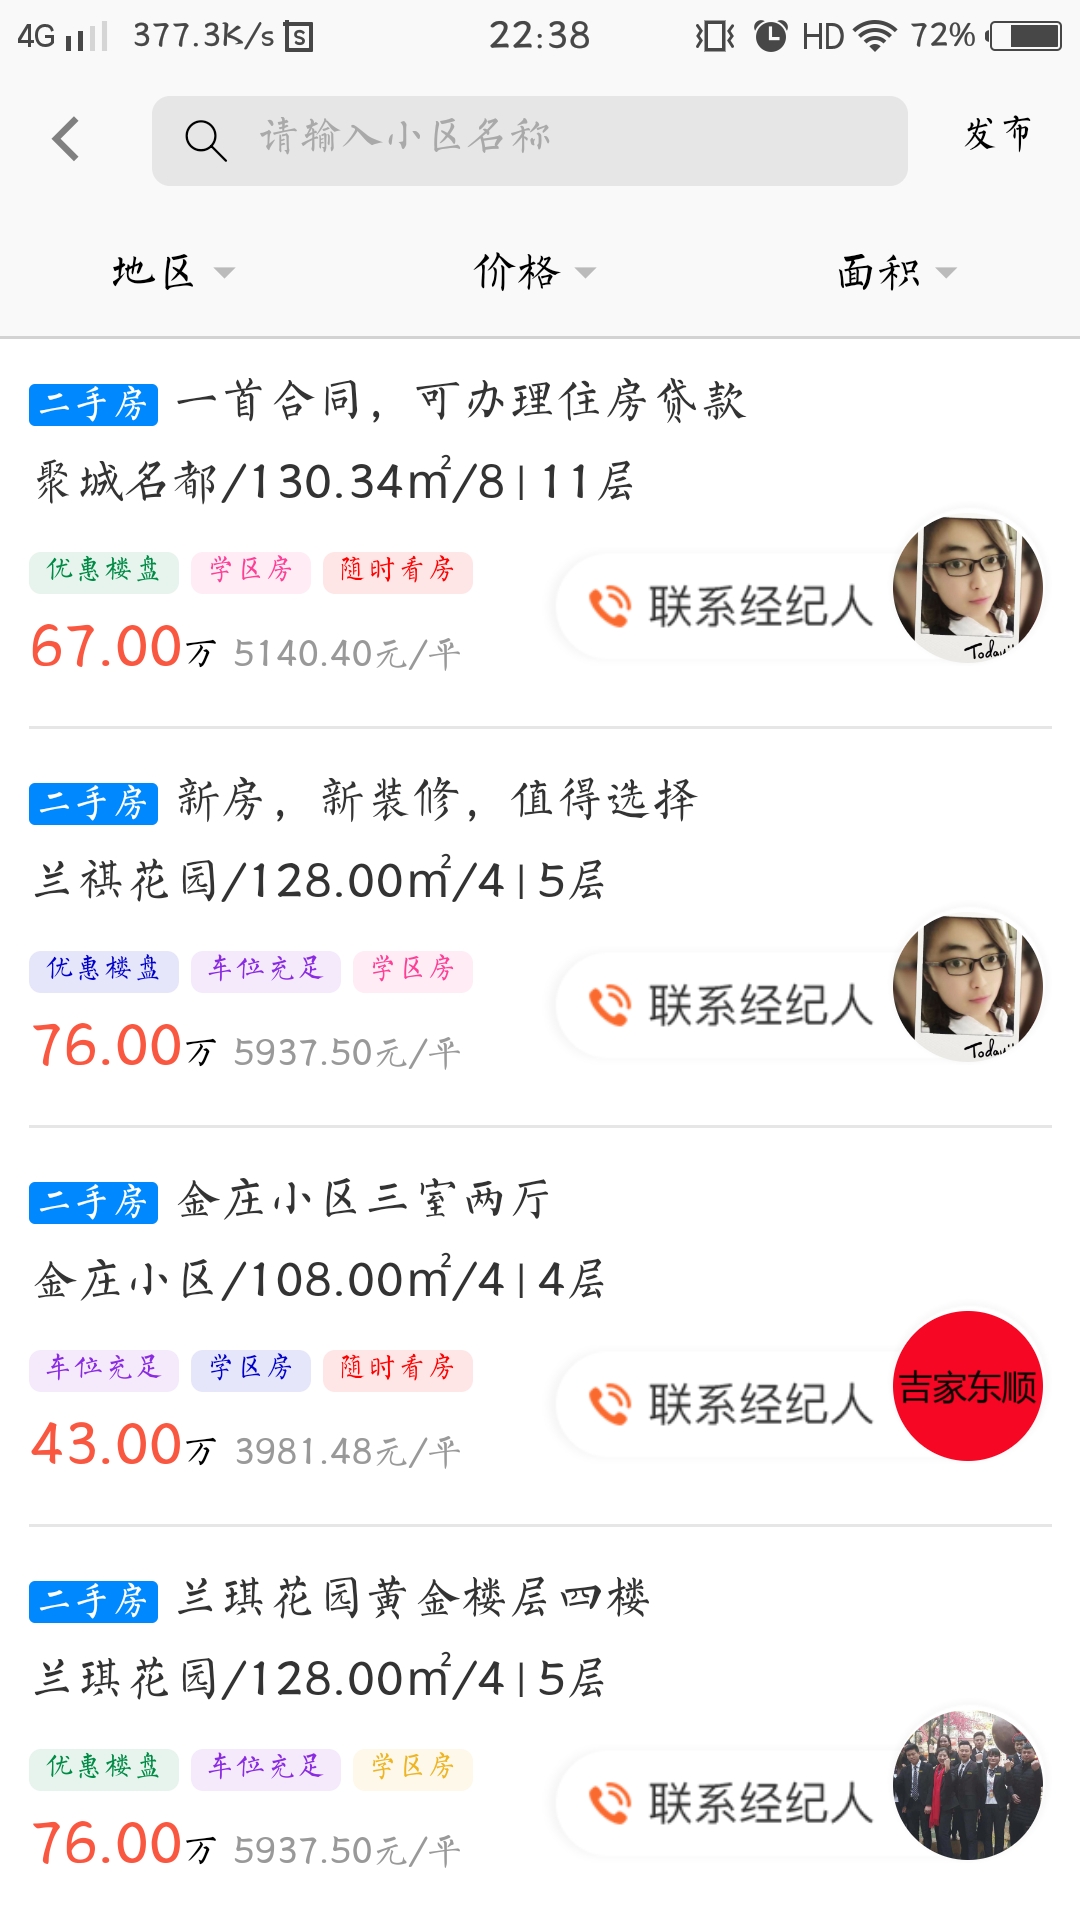 4G 377.3K/s 22:38 HD 72%
请输入小区名称 发布
地区 价格 面积
二手房 一首合同，可办理住房贷款
聚城名都/130.34㎡/8|11层
优惠楼盘 学区房 随时看房
联系经纪人
Today!!
67.00万 5140.40元/平
二手房 新房，新装修，值得选择
兰祺花园/128.00㎡/4|5层
优惠楼盘 车位充足 学区房
联系经纪人
Today!!
76.00万 5937.50元/平
二手房 金庄小区三室两厅
金庄小区/108.00㎡/4|4层
车位充足 学区房 随时看房
联系经纪人 吉家东顺
43.00万 3981.48元/平
二手房 兰琪花园黄金楼层四楼
兰琪花园/128.00㎡/4|5层
优惠楼盘 车位充足 学区房
联系经纪人
76.00万 5937.50元/平